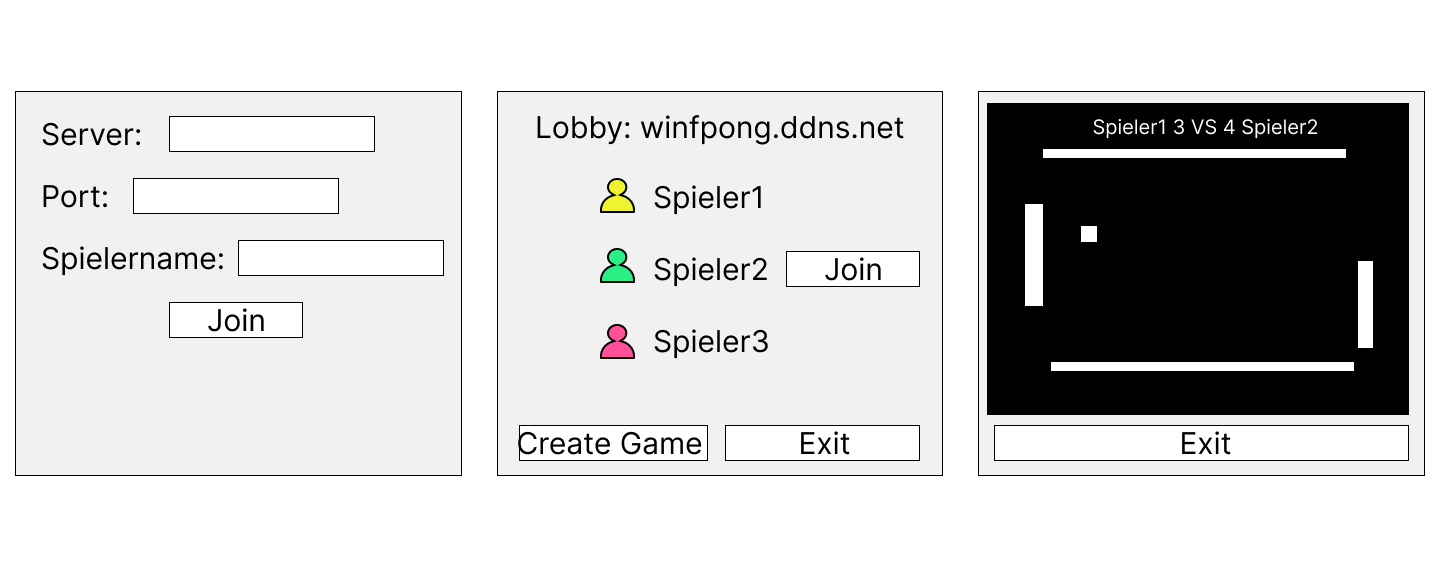 Server:
Port:
Spielername:
Join
Lobby: winfpong.ddns.net
Spieler1
Spieler2 Join
Spieler3
Create Game Exit
Spieler1 3 VS 4 Spieler2
Exit